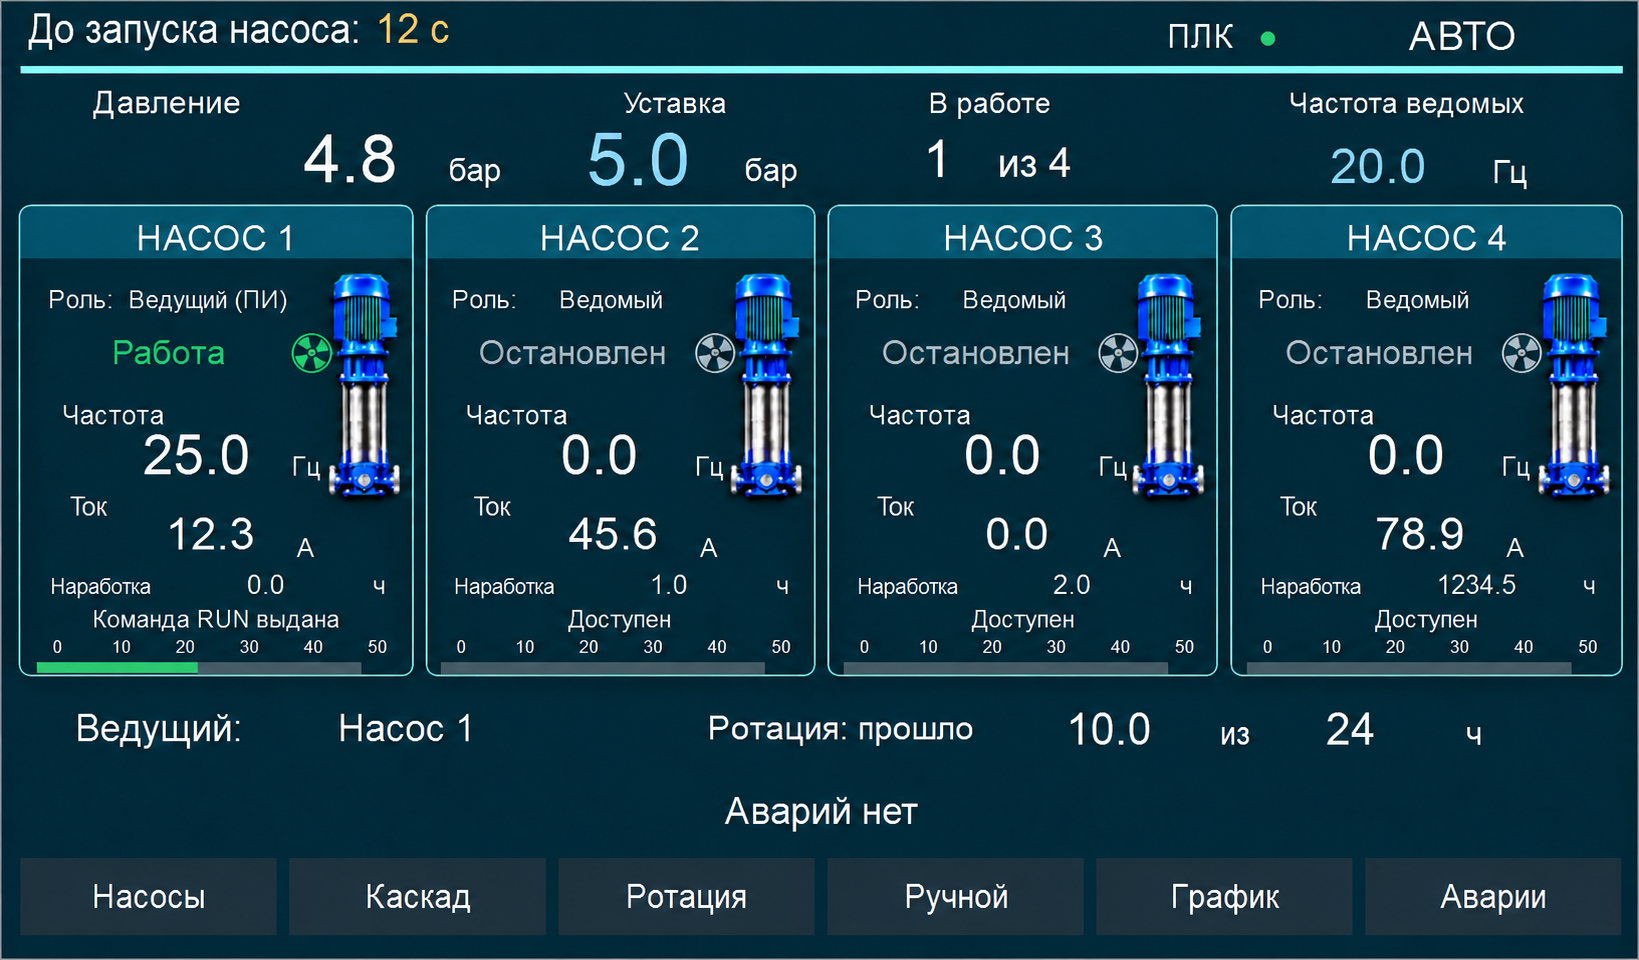 До запуска насоса: 12 с
ПЛК АВТО
Давление Уставка В работе Частота ведомых
4.8 бар 5.0 бар 1 из 4 20.0 Гц
НАСОС 1
Роль: Ведущий (ПИ)
Работа
Частота
25.0 Гц
Ток
12.3 А
Наработка 0.0 ч
Команда RUN выдана
0 10 20 30 40 50
НАСОС 2
Роль: Ведомый
Остановлен
Частота
0.0 Гц
Ток
45.6 А
Наработка 1.0 ч
Доступен
0 10 20 30 40 50
НАСОС 3
Роль: Ведомый
Остановлен
Частота
0.0 Гц
Ток
0.0 А
Наработка 2.0 ч
Доступен
0 10 20 30 40 50
НАСОС 4
Роль: Ведомый
Остановлен
Частота
0.0 Гц
Ток
78.9 А
Наработка 1234.5 ч
Доступен
0 10 20 30 40 50
Ведущий: Насос 1 Ротация: прошло 10.0 из 24 ч
Аварий нет
Насосы Каскад Ротация Ручной График Аварии